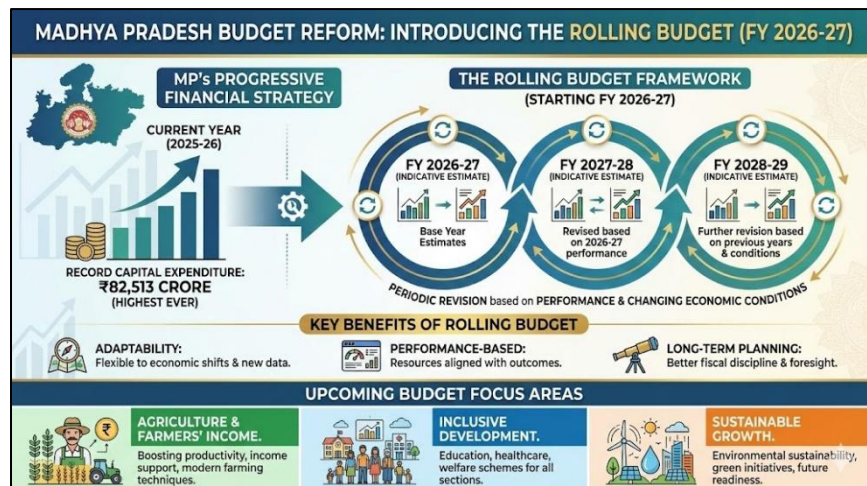 MADHYA PRADESH BUDGET REFORM: INTRODUCING THE ROLLING BUDGET (FY 2026-27)
MP's PROGRESSIVE
FINANCIAL STRATEGY
CURRENT YEAR
(2025-26)
RECORD CAPITAL EXPENDITURE:
₹82,513 CRORE
(HIGHEST EVER)
THE ROLLING BUDGET FRAMEWORK
(STARTING FY 2026-27)
FY 2026-27
(INDICATIVE ESTIMATE)
Base Year
Estimates
FY 2027-28
(INDICATIVE ESTIMATE)
Revised based
on 2026-27
performance
FY 2028-29
(INDICATIVE ESTIMATE)
Further revision based
on previous years
& conditions
PERIODIC REVISION based on PERFORMANCE & CHANGING ECONOMIC CONDITIONS
KEY BENEFITS OF ROLLING BUDGET
ADAPTABILITY:
Flexible to economic shifts & new data.
PERFORMANCE-BASED:
Resources aligned with outcomes.
LONG-TERM PLANNING:
Better fiscal discipline & foresight.
UPCOMING BUDGET FOCUS AREAS
₹
AGRICULTURE &
FARMERS' INCOME.
Boosting productivity, income
support, modern farming
techniques.
INCLUSIVE
DEVELOPMENT.
Education, healthcare,
welfare schemes for all
sections.
SUSTAINABLE
GROWTH.
Environmental sustainability,
green initiatives, future
readiness.